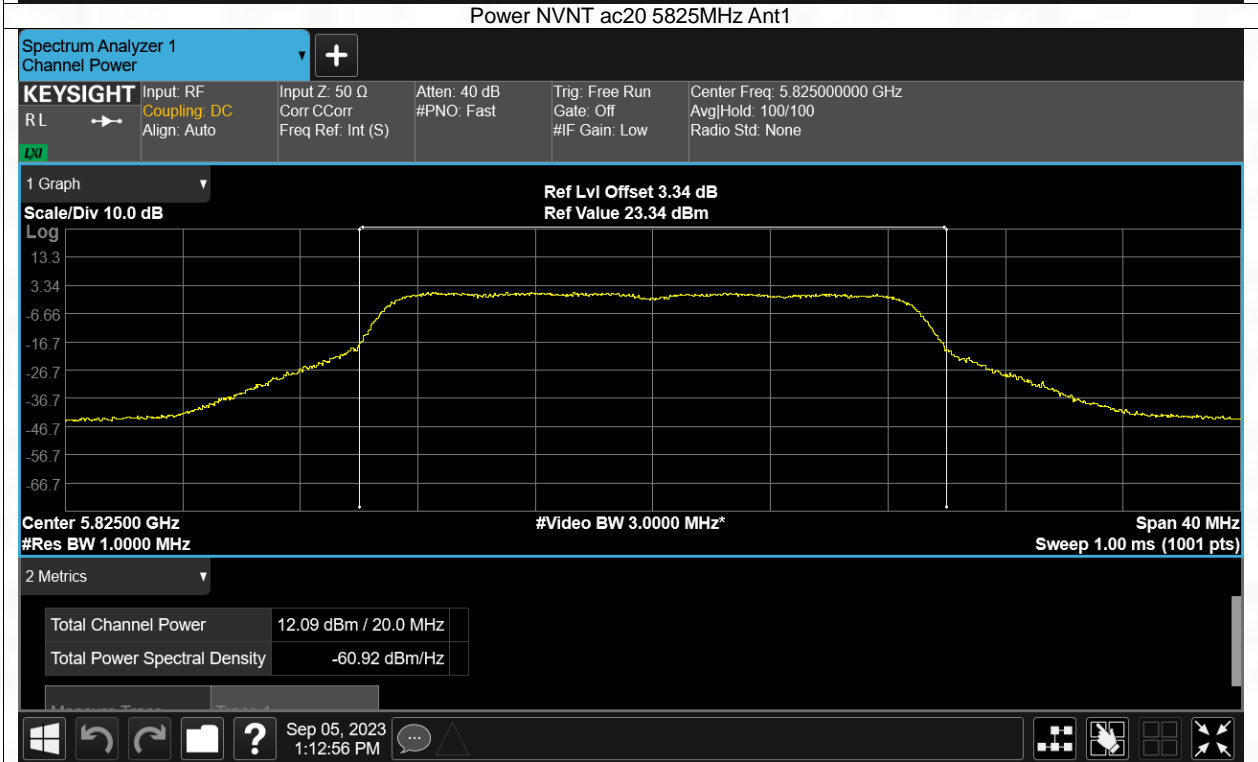 Power NVNT ac20 5825MHz Ant1
Spectrum Analyzer 1
Channel Power
+
KEYSIGHT
RL
LXI
Input: RF
Coupling: DC
Align: Auto
Input Z: 50 Ω
Corr CCorr
Freq Ref: Int (S)
Atten: 40 dB
#PNO: Fast
Trig: Free Run
Gate: Off
#IF Gain: Low
Center Freq: 5.825000000 GHz
Avg|Hold: 100/100
Radio Std: None
1 Graph
Scale/Div 10.0 dB
Ref Lvl Offset 3.34 dB
Ref Value 23.34 dBm
Log
13.3
3.34
-6.66
-16.7
-26.7
-36.7
-46.7
-56.7
-66.7
Center 5.82500 GHz
#Video BW 3.0000 MHz*
Span 40 MHz
#Res BW 1.0000 MHz
Sweep 1.00 ms (1001 pts)
2 Metrics
Total Channel Power 12.09 dBm / 20.0 MHz
Total Power Spectral Density -60.92 dBm/Hz
?
Sep 05, 2023
1:12:56 PM